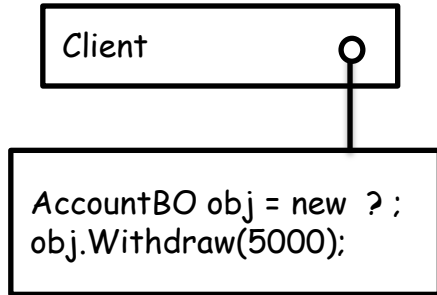 Client
AccountBO obj = new ? ;
obj.Withdraw(5000);